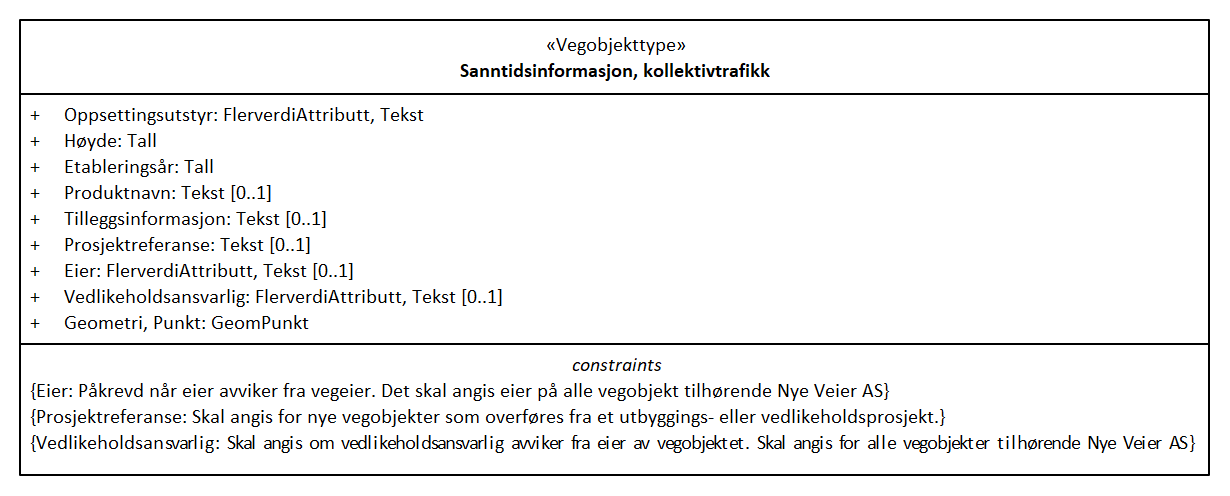 «Vegobjekttype»
Sanntidsinformasjon, kollektivtrafikk
+ Oppsettingsutstyr: FlerverdiAttributt, Tekst
+ Høyde: Tall
+ Etableringsår: Tall
+ Produktnavn: Tekst [0..1]
+ Tilleggsinformasjon: Tekst [0..1]
+ Prosjektreferanse: Tekst [0..1]
+ Eier: FlerverdiAttributt, Tekst [0..1]
+ Vedlikeholdsansvarlig: FlerverdiAttributt, Tekst [0..1]
+ Geometri, Punkt: GeomPunkt
constraints
{Eier: Påkrevd når eier avviker fra vegeier. Det skal angis eier på alle vegobjekt tilhørende Nye Veier AS}
{Prosjektreferanse: Skal angis for nye vegobjekter som overføres fra et utbyggings- eller vedlikeholdsprosjekt.}
{Vedlikeholdsansvarlig: Skal angis om vedlikeholdsansvarlig avviker fra eier av vegobjektet. Skal angis for alle vegobjekter tilhørende Nye Veier AS}